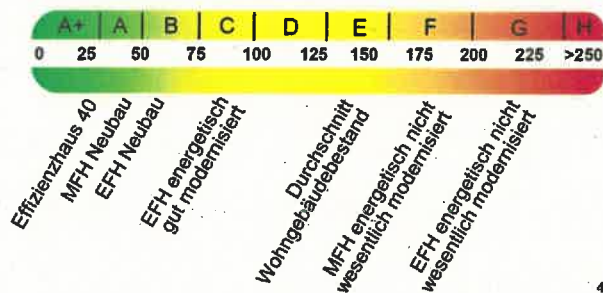 A+ A B C D E F G H
0 25 50 75 100 125 150 175 200 225 >250
Effizienzhaus 40
MFH Neubau
EFH Neubau
EFH energetisch
gut modernisiert
Durchschnitt
Wohngebäudebestand
MFH energetisch nicht
wesentlich modernisiert
EFH energetisch nicht
wesentlich modernisiert
4